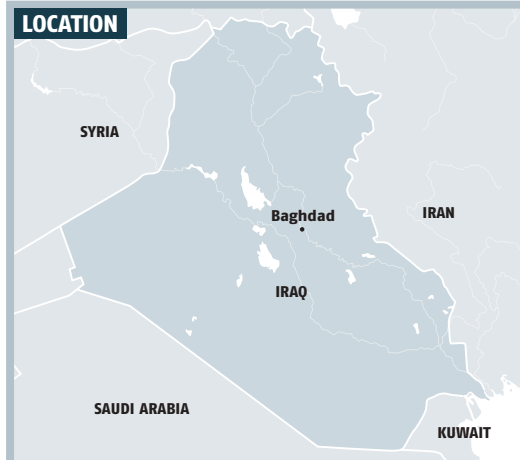 LOCATION
SYRIA
Baghdad
IRAN
IRAQ
SAUDI ARABIA
KUWAIT